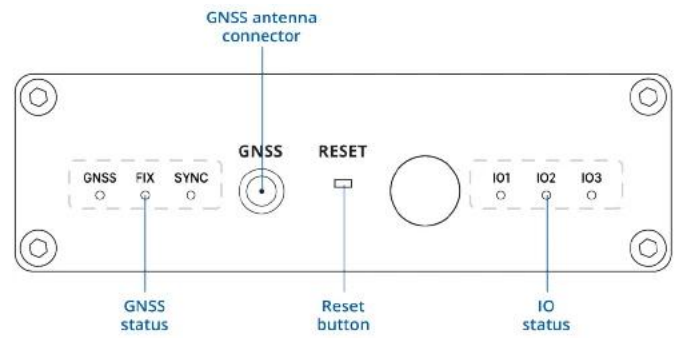 GNSS antenna
connector
GNSS RESET
GNSS FIX SYNC
IO1 IO2 IO3
GNSS
status
Reset
button
IO
status